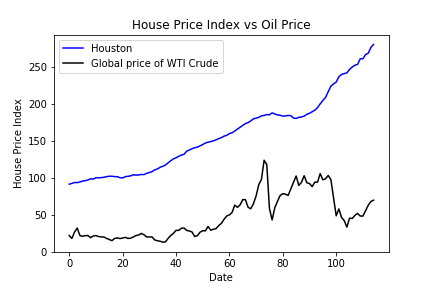 House Price Index vs Oil Price
Houston
Global price of WTI Crude
House Price Index
250
200
150
100
50
0
0 20 40 60 80 100
Date